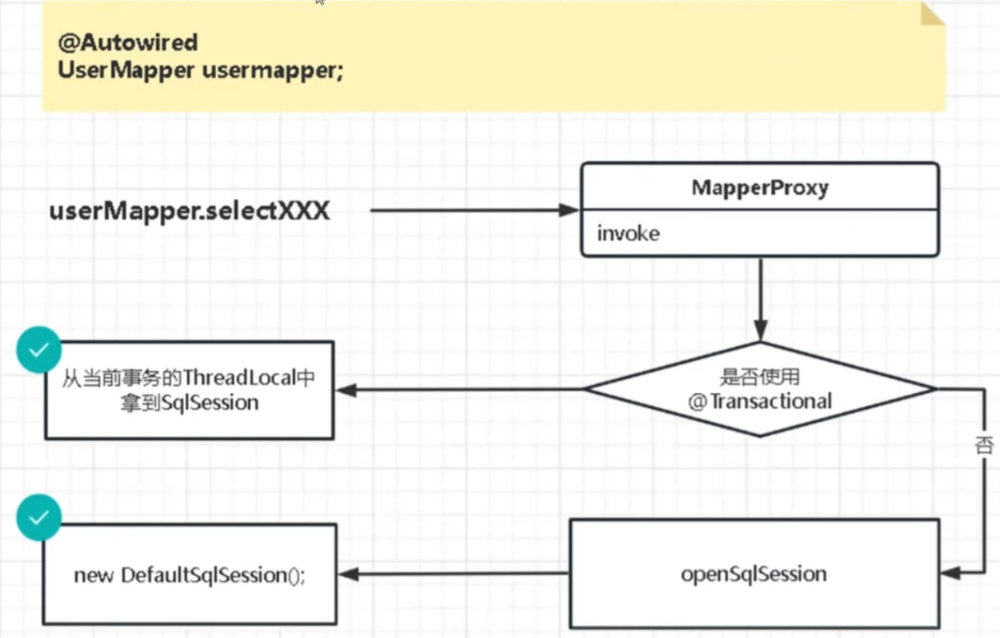 @Autowired
UserMapper usermapper;
userMapper.selectXXX
MapperProxy
invoke
从当前事务的ThreadLocal中
拿到SqlSession
是否使用
@Transactional
否
new DefaultSqlSession();
openSqlSession